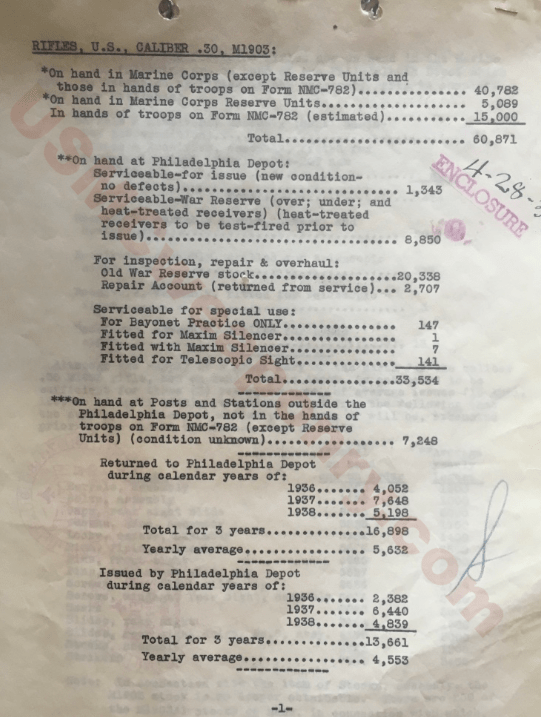 RIFLES, U.S., CALIBER .30, M1903:
*On hand in Marine Corps (except Reserve Units and
those in hands of troops on Form NMC-782)............... 40,782
*On hand in Marine Corps Reserve Units................... 5,089
In hands of troops on Form NMC-782 (estimated)........... 15,000
Total................... 60,871
**On hand at Philadelphia Depot:
Serviceable-for issue (new condition-
no defects)............................... 1,343
Serviceable-War Reserve (over; under; and
heat-treated receivers) (heat-treated
receivers to be test-fired prior to
issue).................................... 8,850
For inspection, repair & overhaul:
Old War Reserve stock....................20,338
Repair Account (returned from service)... 2,707
Serviceable for special use:
For Bayonet Practice ONLY................ 147
Fitted for Maxim Silencer................ 1
Fitted with Maxim Silencer............... 7
Fitted for Telescopic Sight.............. 141
Total................33,534
***On hand at Posts and Stations outside the
Philadelphia Depot, not in the hands of
troops on Form NMC-782 (except Reserve
Units) (condition unknown)................... 7,248
Returned to Philadelphia Depot
during calendar years of:
1936....... 4,052
1937....... 7,648
1938....... 5,198
Total for 3 years..............16,898
Yearly average................. 5,632
Issued by Philadelphia Depot
during calendar years of:
1936....... 2,382
1937....... 6,440
1938....... 4,839
Total for 3 years..............13,661
Yearly average................. 4,553
-1-
ENCLOSURE
4-28-